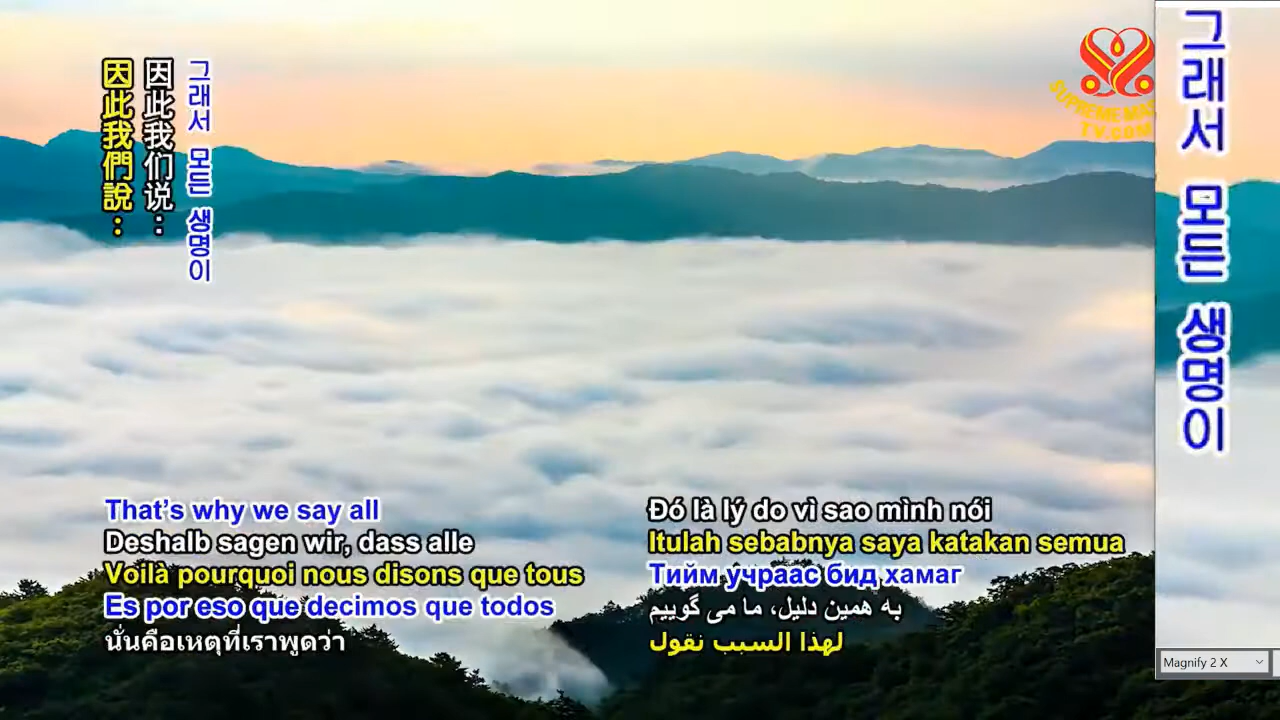 因此我們說：
因此我们说：
그래서 모든 생명이
SUPREME MAS
TV.COM
그래서 모든 생명이
That's why we say all
Deshalb sagen wir, dass alle
Voilà pourquoi nous disons que tous
Es por eso que decimos que todos
นั่นคือเหตุที่เราพูดว่า
Đó là lý do vì sao mình nói
Itulah sebabnya saya katakan semua
Тийм учраас бид хамаг
به همین دلیل، ما می گوییم
لهذا السبب نقول
Magnify 2 X